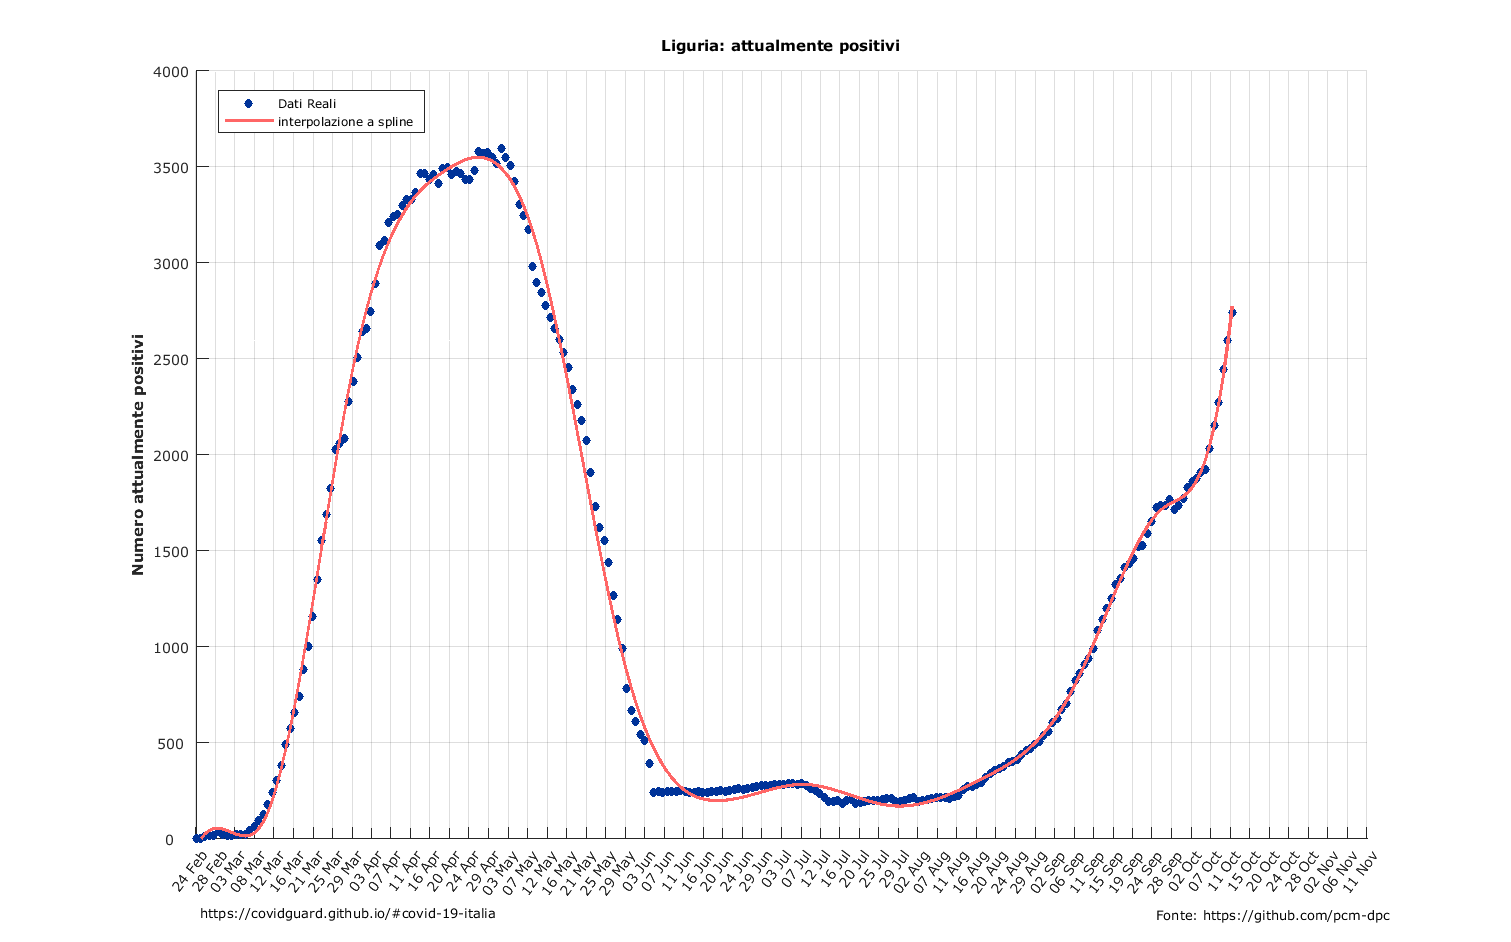 Liguria: attualmente positivi
Dati Reali
interpolazione a spline
Numero attualmente positivi
4000
3500
3000
2500
2000
1500
1000
500
0
24 Feb
28 Feb
03 Mar
08 Mar
12 Mar
16 Mar
21 Mar
25 Mar
29 Mar
03 Apr
07 Apr
11 Apr
16 Apr
20 Apr
24 Apr
29 Apr
03 May
07 May
12 May
16 May
21 May
25 May
29 May
03 Jun
07 Jun
11 Jun
16 Jun
20 Jun
24 Jun
29 Jun
03 Jul
07 Jul
12 Jul
16 Jul
20 Jul
25 Jul
29 Jul
02 Aug
07 Aug
11 Aug
16 Aug
20 Aug
24 Aug
29 Aug
02 Sep
06 Sep
11 Sep
15 Sep
19 Sep
24 Sep
28 Sep
02 Oct
07 Oct
11 Oct
15 Oct
20 Oct
24 Oct
28 Oct
02 Nov
06 Nov
11 Nov
https://covidguard.github.io/#covid-19-italia
Fonte: https://github.com/pcm-dpc